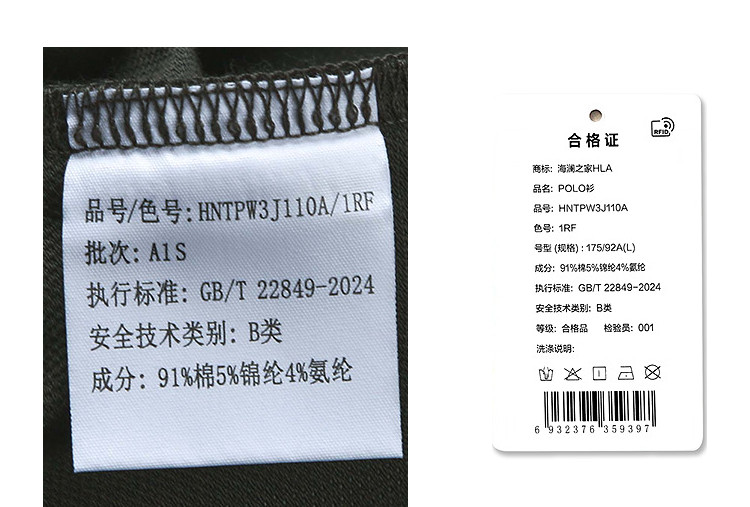 品号/色号: HNTPW3J110A/1RF
批次: A1S
执行标准: GB/T 22849-2024
安全技术类别: B类
成分: 91%棉5%锦纶4%氨纶
RFID
合格证
商标: 海澜之家HLA
品名: POLO衫
品号: HNTPW3J110A
色号: 1RF
号型 (规格) : 175/92A(L)
成分: 91%棉5%锦纶4%氨纶
执行标准: GB/T 22849-2024
安全技术类别: B类
等级: 合格品 检验员: 001
洗涤说明:
6 932376 359397